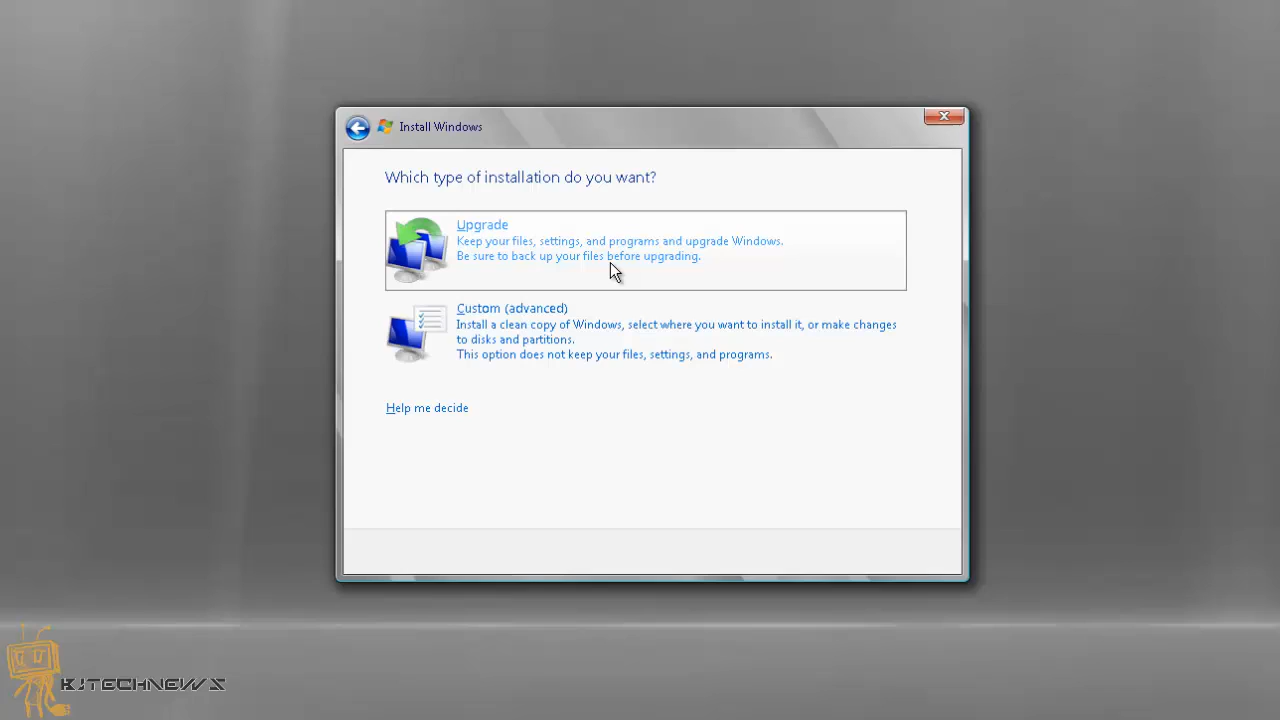 Install Windows
Which type of installation do you want?
Upgrade
Keep your files, settings, and programs and upgrade Windows.
Be sure to back up your files before upgrading.
Custom (advanced)
Install a clean copy of Windows, select where you want to install it, or make changes
to disks and partitions.
This option does not keep your files, settings, and programs.
Help me decide
KJTECHNEWS